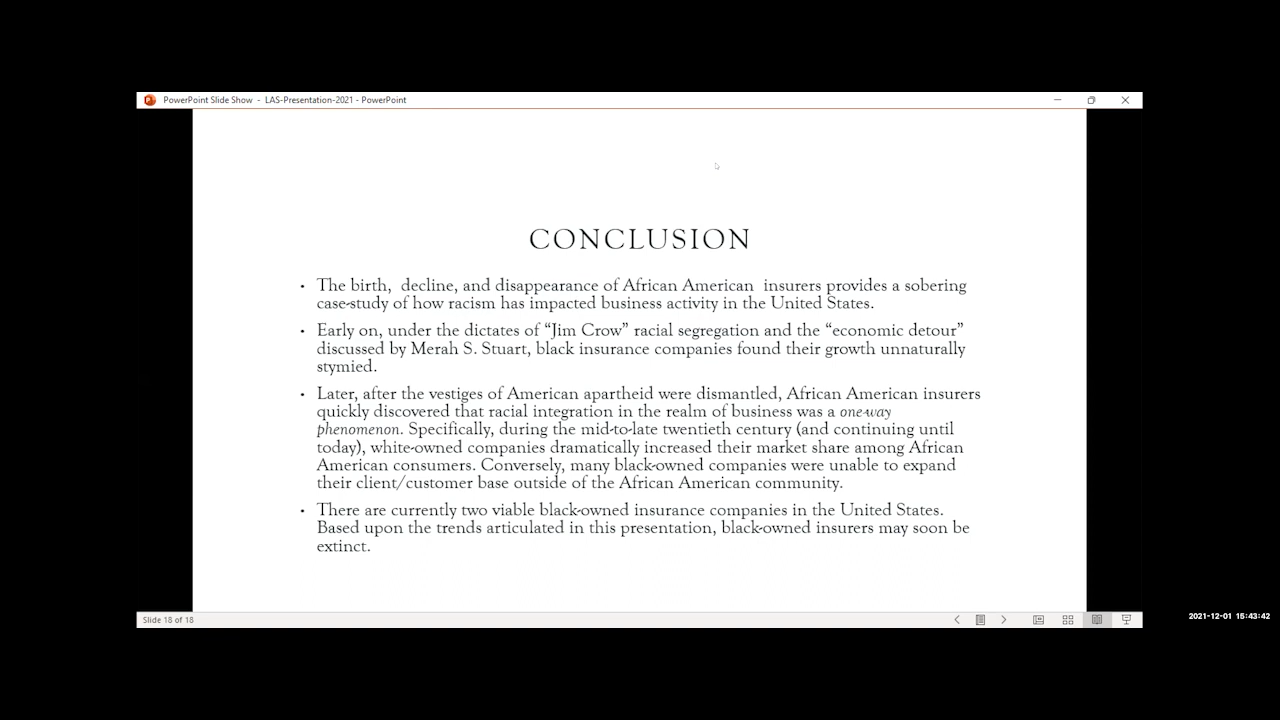 PowerPoint Slide Show - LAS-Presentation-2021 - PowerPoint
CONCLUSION
• The birth, decline, and disappearance of African American insurers provides a sobering
case-study of how racism has impacted business activity in the United States.
• Early on, under the dictates of “Jim Crow” racial segregation and the “economic detour”
discussed by Merah S. Stuart, black insurance companies found their growth unnaturally
stymied.
• Later, after the vestiges of American apartheid were dismantled, African American insurers
quickly discovered that racial integration in the realm of business was a one-way
phenomenon. Specifically, during the mid-to-late twentieth century (and continuing until
today), white-owned companies dramatically increased their market share among African
American consumers. Conversely, many black-owned companies were unable to expand
their client/customer base outside of the African American community.
• There are currently two viable black-owned insurance companies in the United States.
Based upon the trends articulated in this presentation, black-owned insurers may soon be
extinct.
Slide 18 of 18
2021-12-01 15:43:42